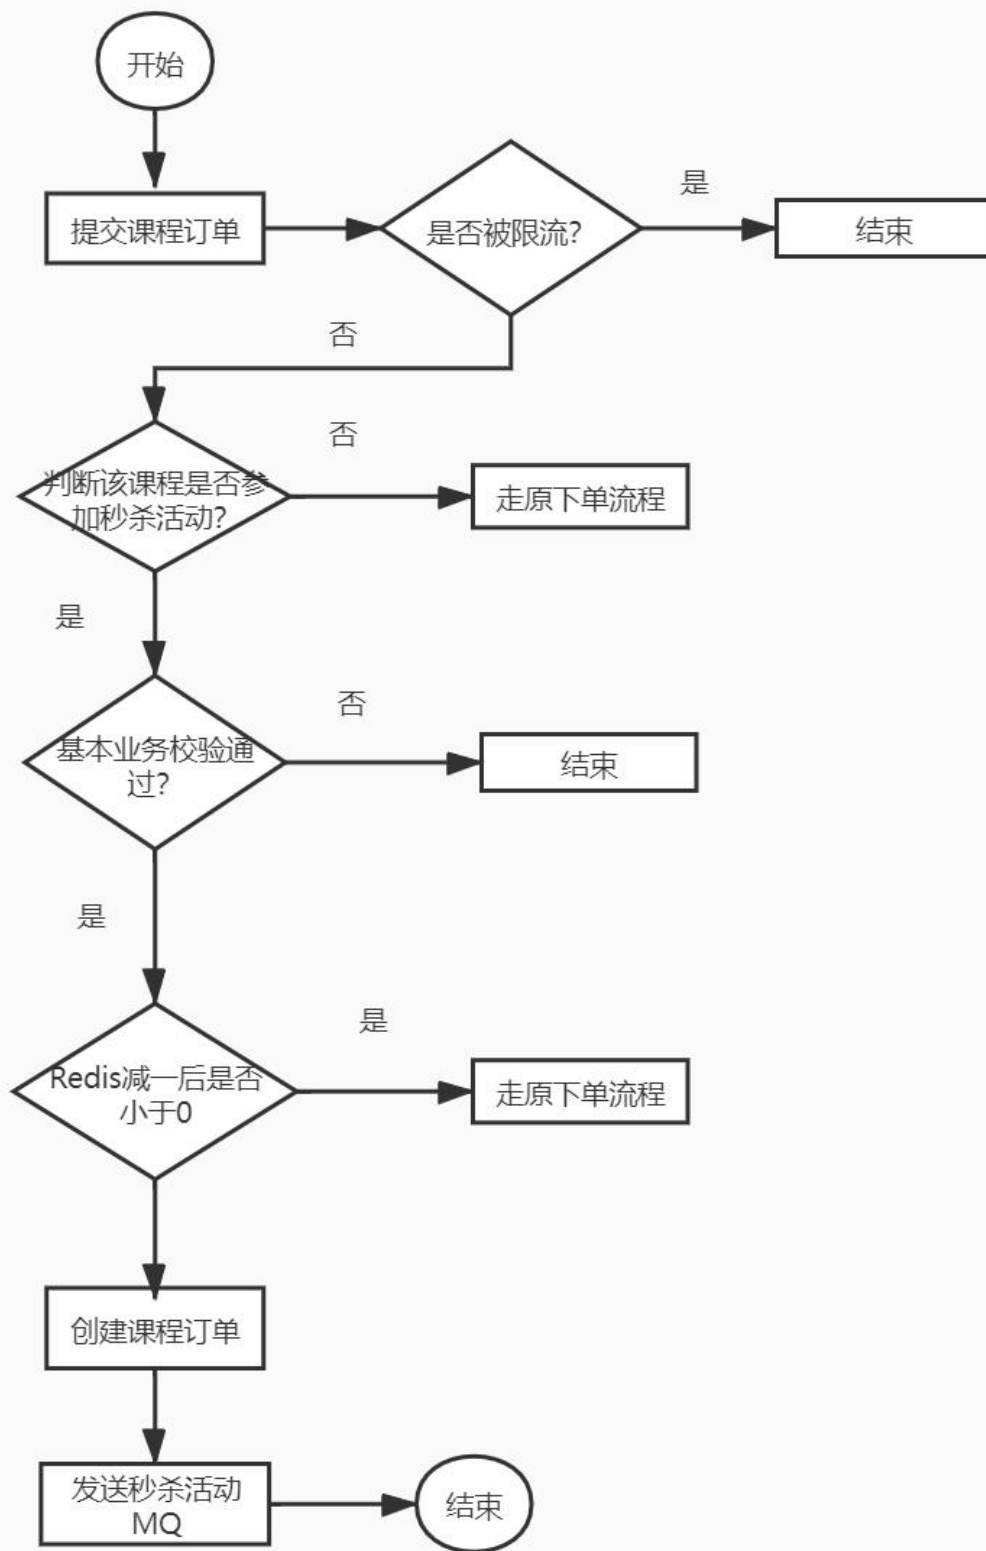 开始
提交课程订单
是否被限流?
是
结束
否
判断该课程是否参
加秒杀活动?
否
走原下单流程
是
基本业务校验通
过?
否
结束
是
Redis减一后是否
小于0
是
走原下单流程
创建课程订单
发送秒杀活动
MQ
结束